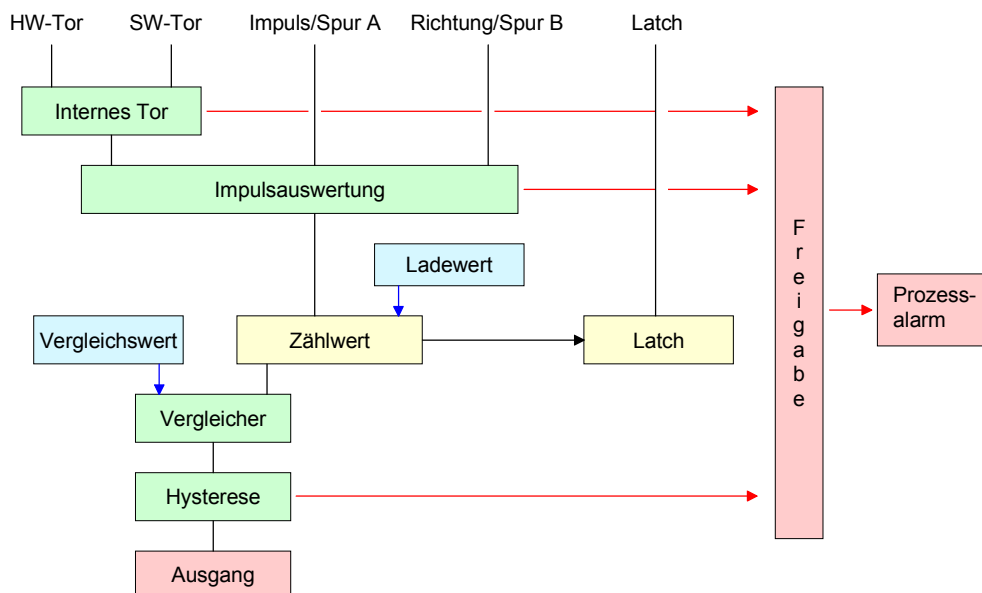 HW-Tor
SW-Tor
Impuls/Spur A
Richtung/Spur B
Latch
Internes Tor
Impulsauswertung
Ladewert
Vergleichswert
Zählwert
Latch
Vergleicher
Hysterese
Ausgang
Freigabe
Prozess-
alarm